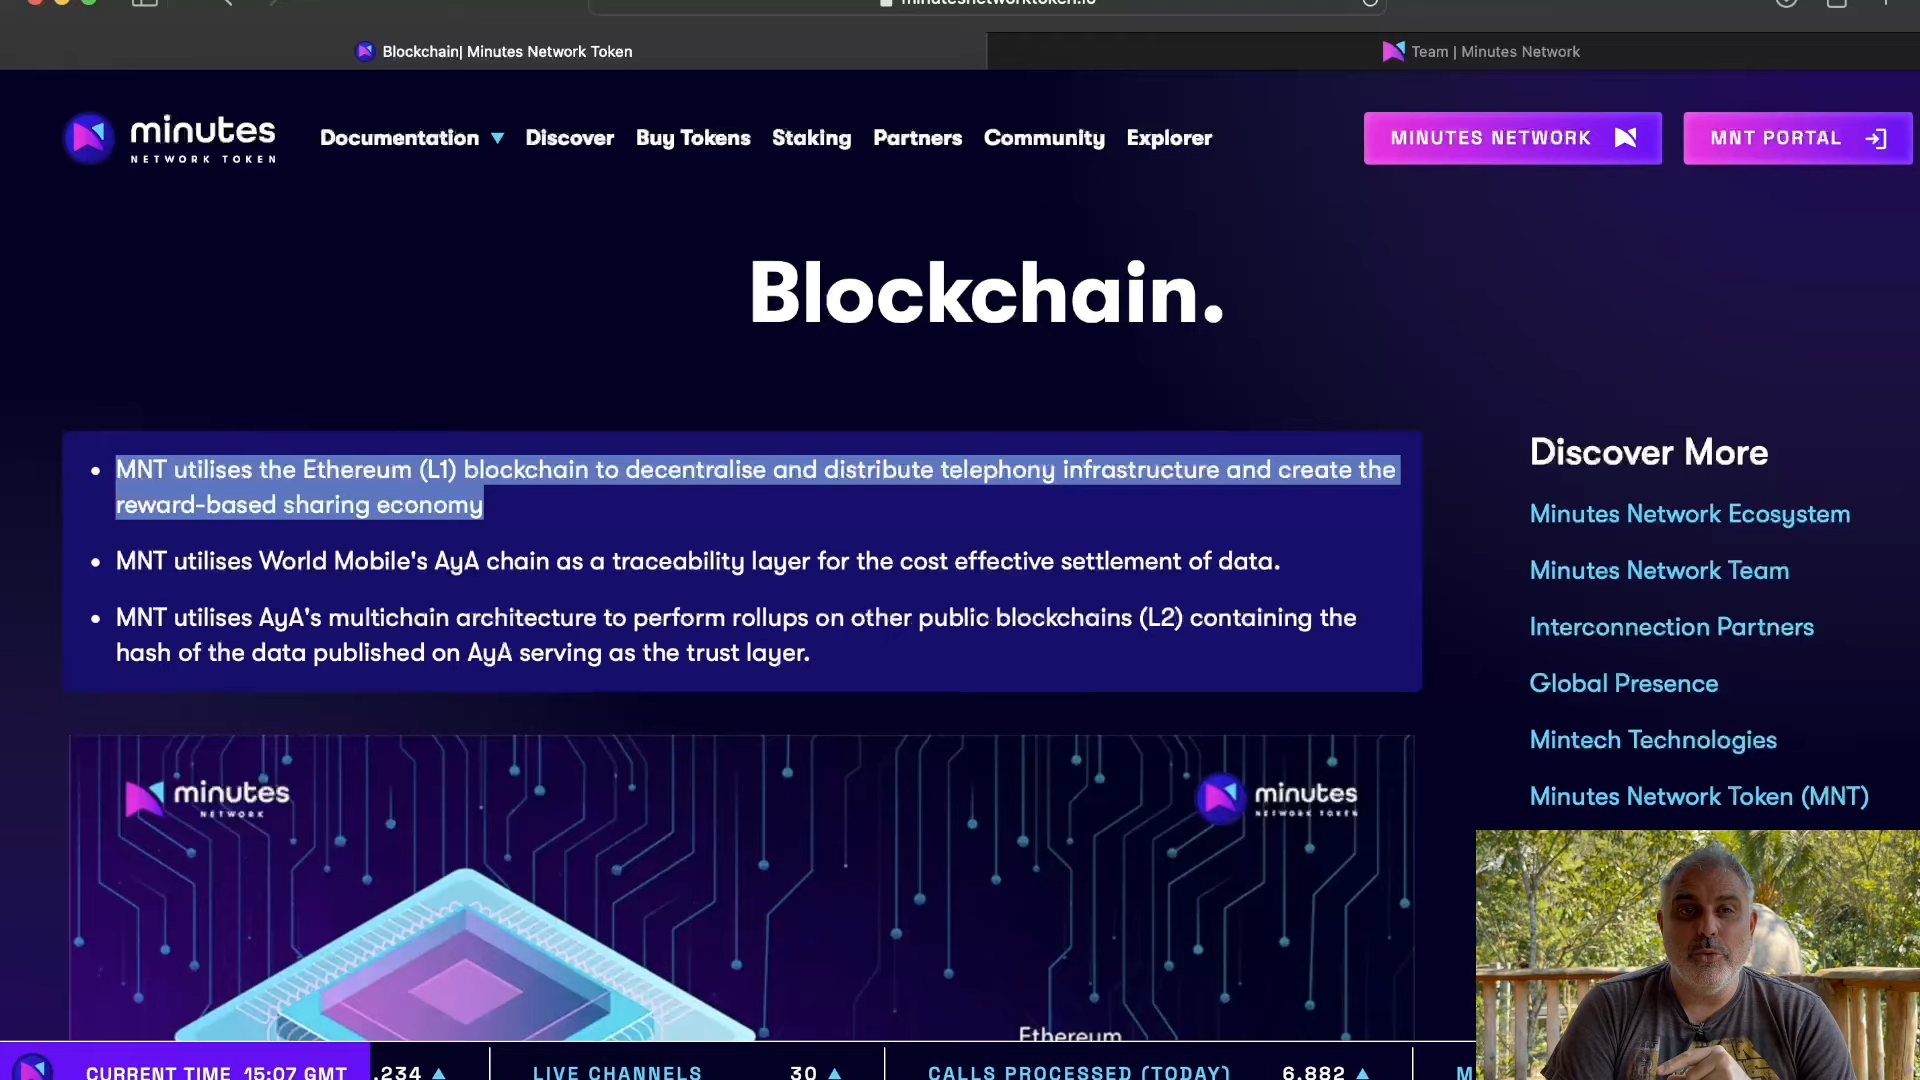 minutesnetworktoken.io
Blockchain| Minutes Network Token
Team | Minutes Network
minutes
NETWORK TOKEN
Documentation
Discover
Buy Tokens
Staking
Partners
Community
Explorer
MINUTES NETWORK
MNT PORTAL
Blockchain.
MNT utilises the Ethereum (L1) blockchain to decentralise and distribute telephony infrastructure and create the
reward-based sharing economy
MNT utilises World Mobile's AyA chain as a traceability layer for the cost effective settlement of data.
MNT utilises AyA's multichain architecture to perform rollups on other public blockchains (L2) containing the
hash of the data published on AyA serving as the trust layer.
Discover More
Minutes Network Ecosystem
Minutes Network Team
Interconnection Partners
Global Presence
Mintech Technologies
Minutes Network Token (MNT)
minutes
NETWORK
minutes
NETWORK TOKEN
Ethereum
CURRENT TIME 15:07 GMT
,234
LIVE CHANNELS 30
CALLS PROCESSED (TODAY) 6,882
M